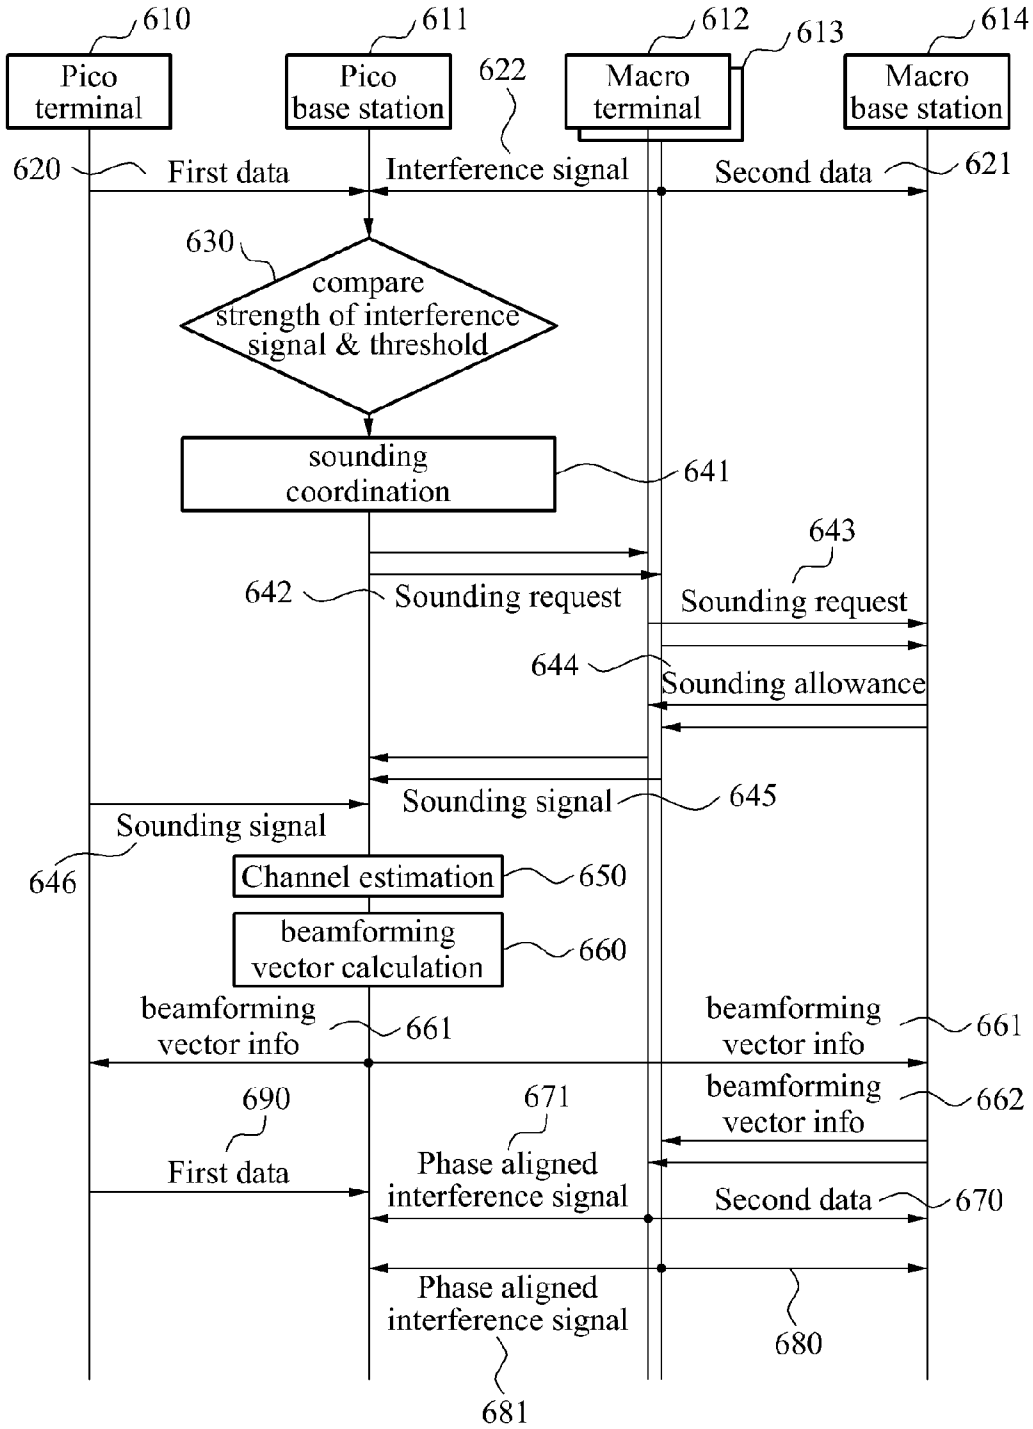 610
611
612
613
614
Pico
terminal
Pico
base station
Macro
terminal
Macro
base station
622
620
First data
Interference signal
Second data
621
630
compare
strength of interference
signal & threshold
sounding
coordination
641
643
642
Sounding request
Sounding request
644
Sounding allowance
Sounding signal
645
Sounding signal
646
Channel estimation
650
beamforming
vector calculation
660
beamforming
vector info
661
beamforming
vector info
661
beamforming
vector info
662
690
671
First data
Phase aligned
interference signal
Second data
670
Phase aligned
interference signal
680
681